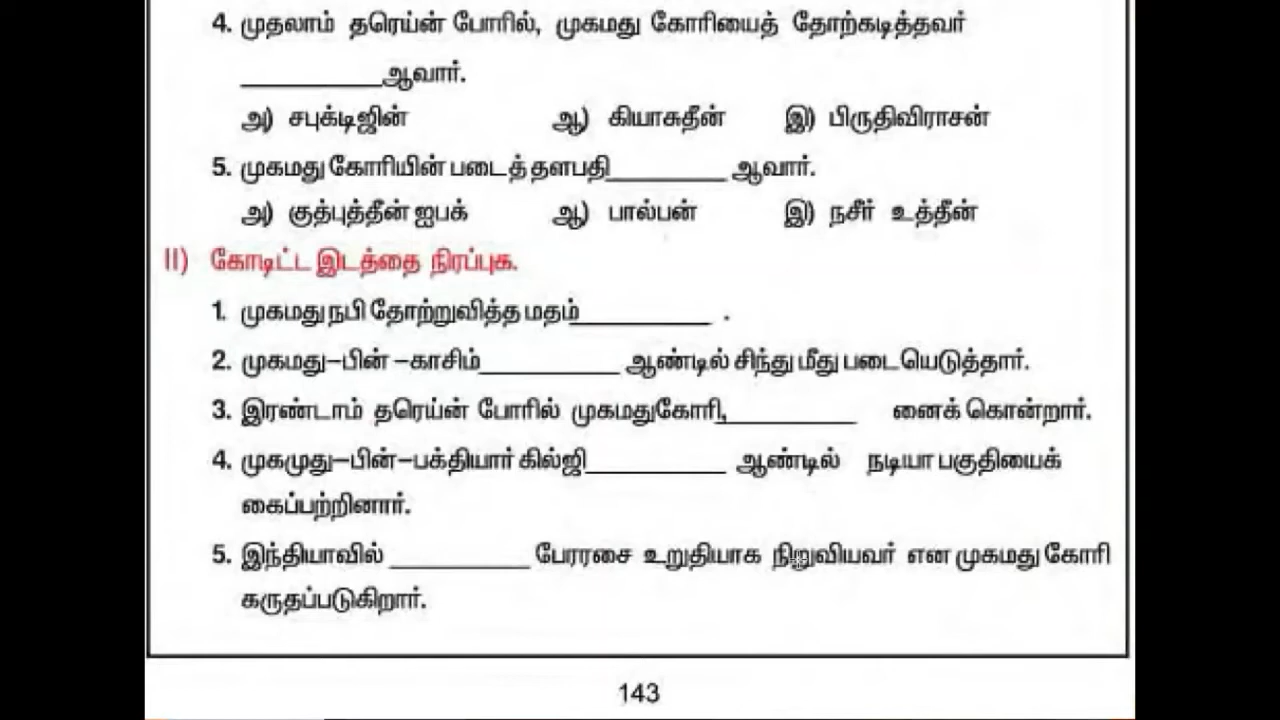 4. முதலாம் தரெய்ன் போரில், முகமது கோரியைத் தோற்கடித்தவர்
__________ஆவார்.
அ) சபுக்டிஜின் ஆ) கியாசுதீன் இ) பிருதிவிராசன்
5. முகமது கோரியின் படைத் தளபதி_________ ஆவார்.
அ) குத்புத்தீன் ஐபக் ஆ) பால்பன் இ) நசீர் உத்தீன்
II) கோடிட்ட இடத்தை நிரப்புக.
1. முகமது நபி தோற்றுவித்த மதம்__________ .
2. முகமது–பின் –காசிம்__________ ஆண்டில் சிந்து மீது படையெடுத்தார்.
3. இரண்டாம் தரெய்ன் போரில் முகமதுகோரி,__________ னைக் கொன்றார்.
4. முகமுது–பின்–பக்தியார் கில்ஜி__________ ஆண்டில் நடியா பகுதியைக்
கைப்பற்றினார்.
5. இந்தியாவில் __________ பேரரசை உறுதியாக நிறுவியவர் என முகமது கோரி
கருதப்படுகிறார்.
143